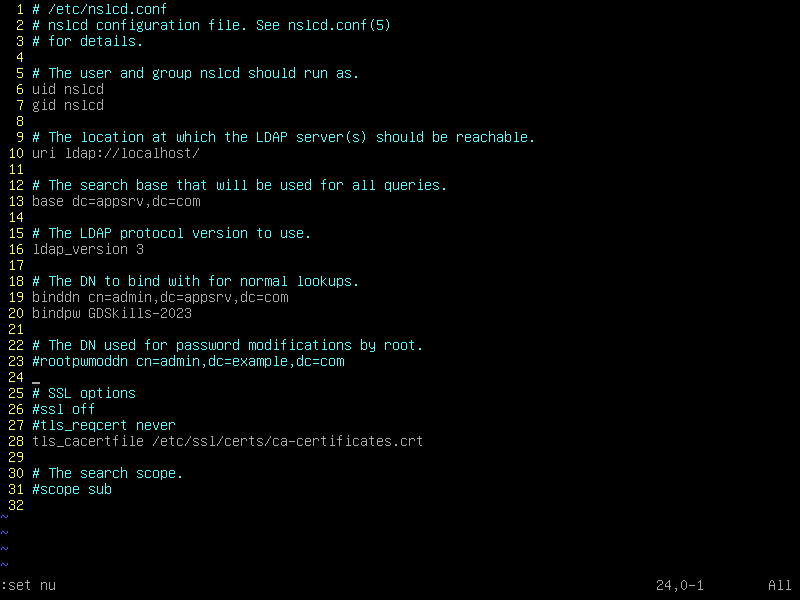 1 # /etc/nslcd.conf
2 # nslcd configuration file. See nslcd.conf(5)
3 # for details.
4
5 # The user and group nslcd should run as.
6 uid nslcd
7 gid nslcd
8
9 # The location at which the LDAP server(s) should be reachable.
10 uri ldap://localhost/
11
12 # The search base that will be used for all queries.
13 base dc=appsrv,dc=com
14
15 # The LDAP protocol version to use.
16 ldap_version 3
17
18 # The DN to bind with for normal lookups.
19 binddn cn=admin,dc=appsrv,dc=com
20 bindpw GDSkills-2023
21
22 # The DN used for password modifications by root.
23 #rootpwmoddn cn=admin,dc=example,dc=com
24
25 # SSL options
26 #ssl off
27 #tls_reqcert never
28 tls_cacertfile /etc/ssl/certs/ca-certificates.crt
29
30 # The search scope.
31 #scope sub
32
~
~
~
~
:set nu 24,0-1 All